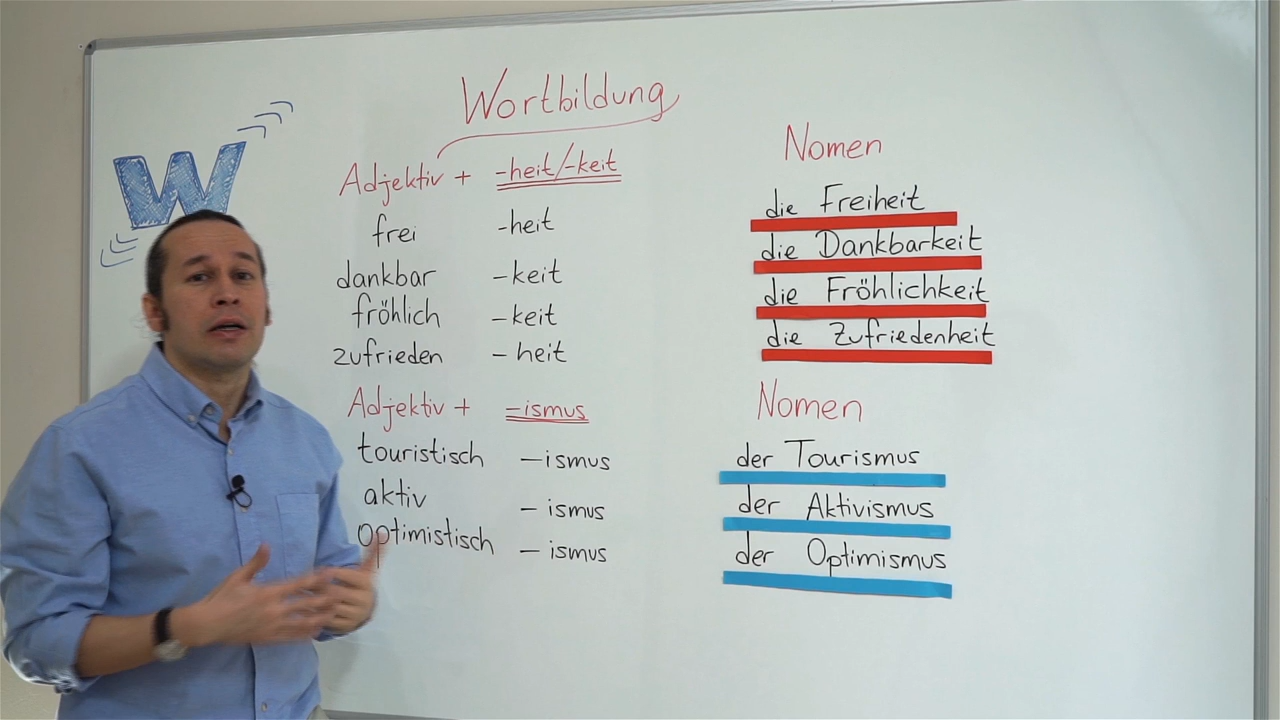 W
Wortbildung
Adjektiv + -heit/-keit
frei -heit
dankbar -keit
fröhlich -keit
zufrieden - heit
Adjektiv + -ismus
touristisch -ismus
aktiv - ismus
optimistisch - ismus
Nomen
die Freiheit
die Dankbarkeit
die Fröhlichkeit
die Zufriedenheit
Nomen
der Tourismus
der Aktivismus
der Optimismus